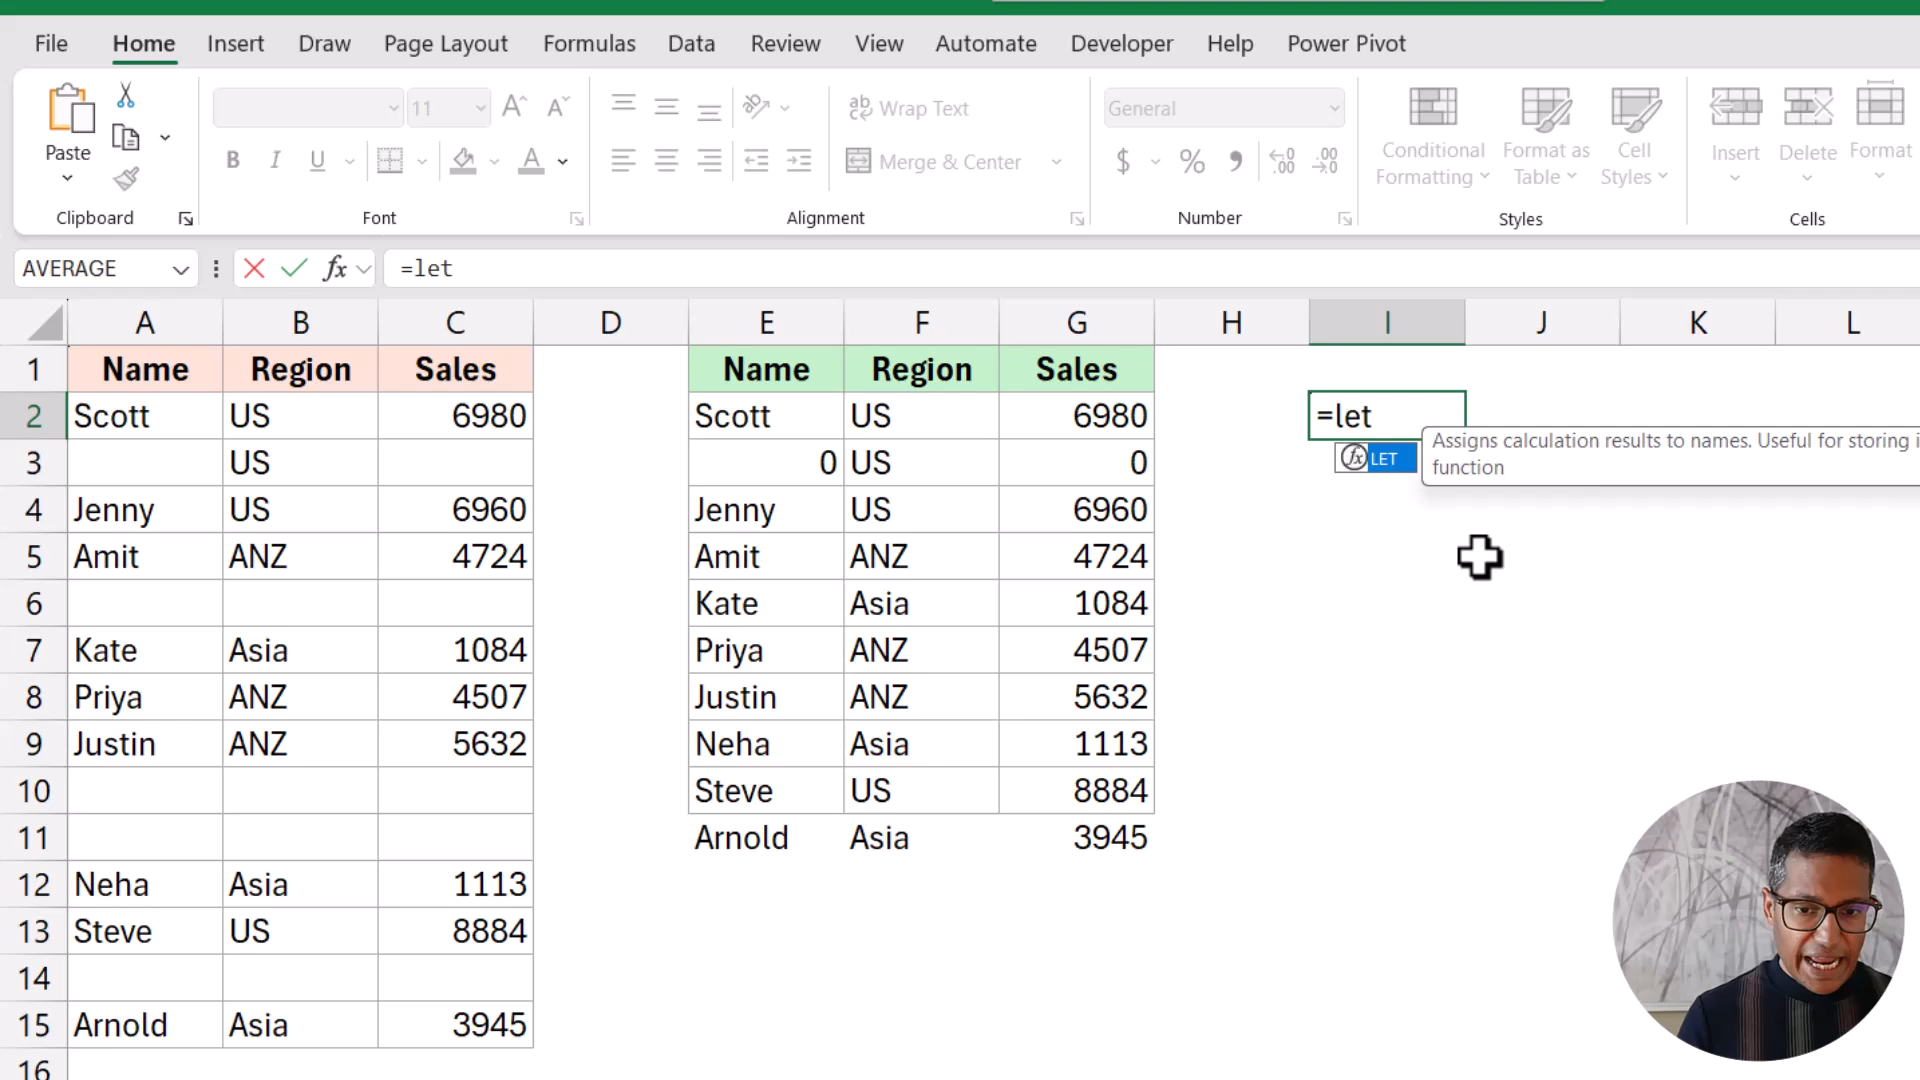 File Home Insert Draw Page Layout Formulas Data Review View Automate Developer Help Power Pivot
Paste
Clipboard
11
B I U
Font
Wrap Text
Merge & Center
Alignment
General
$ % 
Number
Conditional Formatting
Format as Table
Cell Styles
Styles
Insert Delete Format
Cells
AVERAGE fx =let
A B C D E F G H I J K L
1 Name Region Sales Name Region Sales
2 Scott US 6980 Scott US 6980 =let
3 US 0 US 0
LET
Assigns calculation results to names. Useful for storing i
function
4 Jenny US 6960 Jenny US 6960
5 Amit ANZ 4724 Amit ANZ 4724
6 Kate Asia 1084
7 Kate Asia 1084 Priya ANZ 4507
8 Priya ANZ 4507 Justin ANZ 5632
9 Justin ANZ 5632 Neha Asia 1113
10 Steve US 8884
11 Arnold Asia 3945
12 Neha Asia 1113
13 Steve US 8884
14
15 Arnold Asia 3945
16